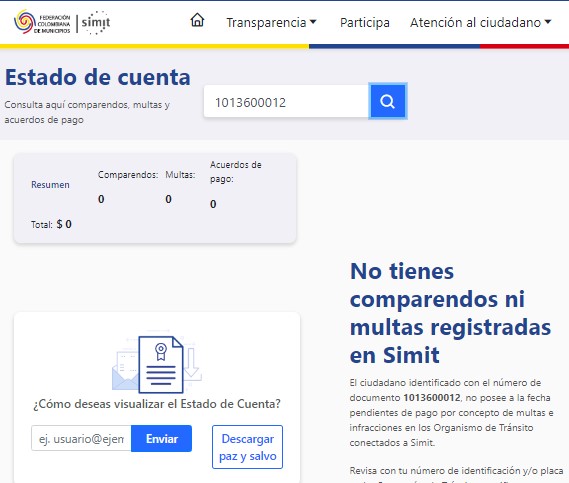 FEDERACIÓN
COLOMBIANA
DE MUNICIPIOS
simit
Transparencia
Participa
Atención al ciudadano
Estado de cuenta
Consulta aquí comparendos, multas y
acuerdos de pago
1013600012
Resumen
Comparendos:
0
Multas:
0
Acuerdos de
pago:
0
Total: $ 0
No tienes
comparendos ni
multas registradas
en Simit
El ciudadano identificado con el número de
documento 1013600012, no posee a la fecha
pendientes de pago por concepto de multas e
infracciones en los Organismo de Tránsito
conectados a Simit.
Revisa con tu número de identificación y/o placa
¿Cómo deseas visualizar el Estado de Cuenta?
ej. usuario@ejem
Enviar
Descargar
paz y salvo